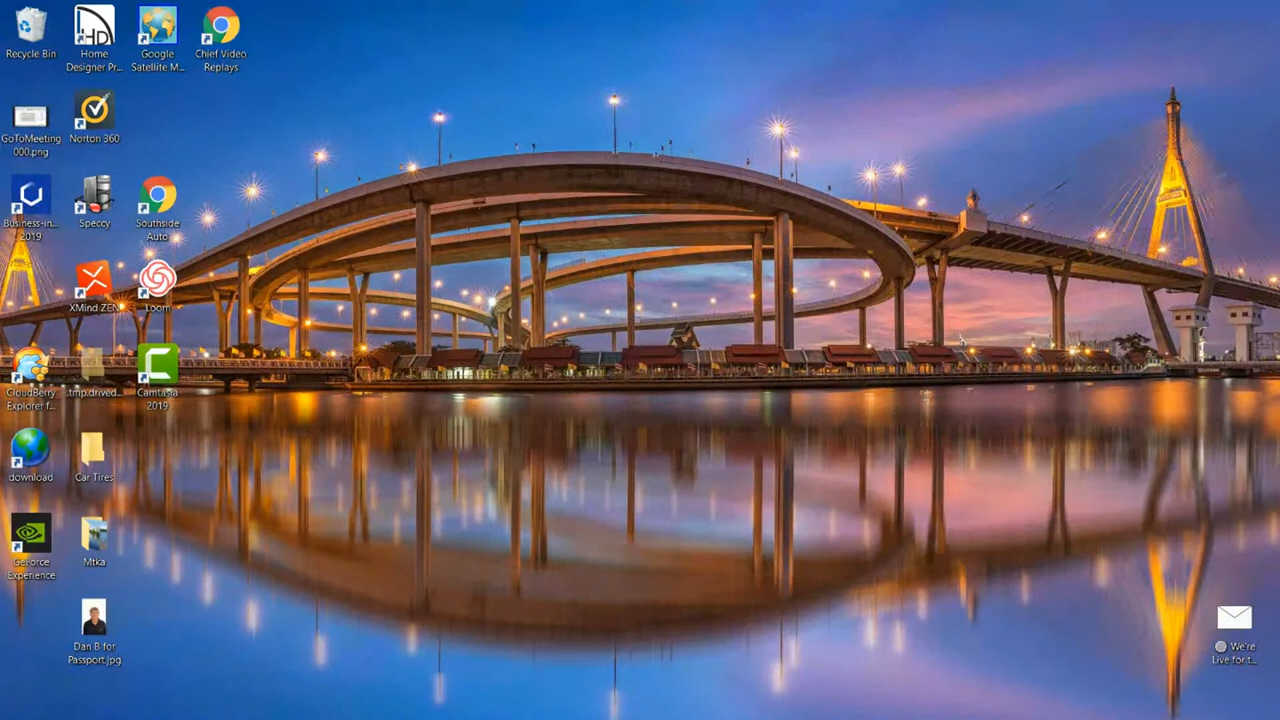 Recycle Bin
Home
Designer Pr...
Google
Satellite M...
Chief Video
Replays
GoToMeeting
000.png
Norton 360
Business-in...
2019
Speccy
Southside
Auto
XMind ZEN
Loom
CloudBerry
Explorer f...
.tmp.drived...
Camtasia
2019
download
Car Tires
GeForce
Experience
Mtka
Dan B for
Passport.jpg
We're
Live for t...